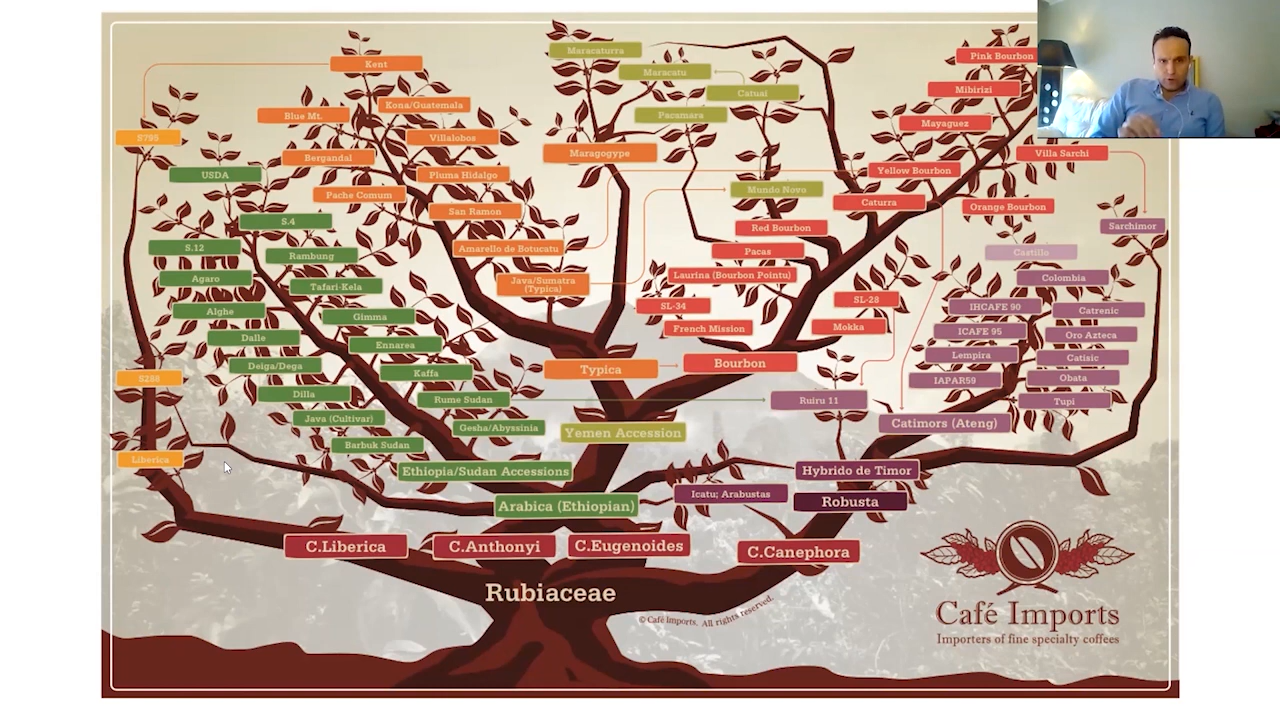 Kent
Maracaturra
Maracatu
Catuai
Pacamara
Pink Bourbon
Mibirizi
Mayaguez
Villa Sarchi
S795
Blue Mt.
Kona/Guatemala
Villalobos
Maragogype
Bergandal
USDA
Pluma Hidalgo
Yellow Bourbon
Pache Comum
Mundo Novo
Caturra
Orange Bourbon
San Ramon
S.4
Red Bourbon
Sarchimor
S.12
Rambung
Amarello de Botucatu
Pacas
Castillo
Agaro
Tafari-Kela
Java/Sumatra
(Typica)
Laurina (Bourbon Pointu)
Colombia
Alghe
Gimma
SL-34
SL-28
IHCAFE 90
Catrenic
Dalle
Ennarea
French Mission
Mokka
ICAFE 95
Oro Azteca
Deiga/Dega
Kaffa
Typica
Bourbon
Lempira
Catisic
S288
Dilla
Rume Sudan
Ruiru 11
IAPAR59
Obata
Tupi
Java (Cultivar)
Gesha/Abyssinia
Yemen Accession
Catimors (Ateng)
Barbuk Sudan
Liberica
Ethiopia/Sudan Accessions
Hybrido de Timor
Arabica (Ethiopian)
Icatu; Arabustas
Robusta
C.Liberica
C.Anthonyi
C.Eugenoides
C.Canephora
Rubiaceae
© Café Imports. All rights reserved.
Café Imports
Importers of fine specialty coffees